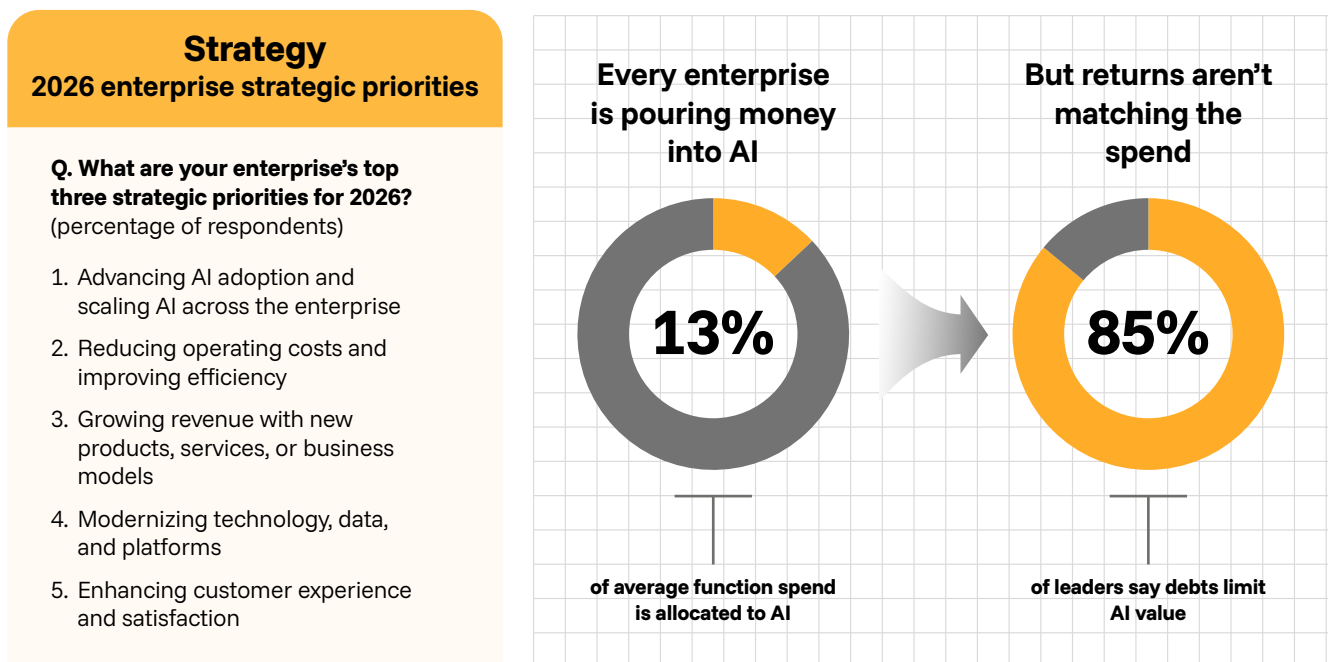 Strategy
2026 enterprise strategic priorities
Q. What are your enterprise’s top
three strategic priorities for 2026?
(percentage of respondents)
1. Advancing AI adoption and
scaling AI across the enterprise
2. Reducing operating costs and
improving efficiency
3. Growing revenue with new
products, services, or business
models
4. Modernizing technology, data,
and platforms
5. Enhancing customer experience
and satisfaction
Every enterprise
is pouring money
into AI
13%
of average function spend
is allocated to AI
But returns aren’t
matching the
spend
85%
of leaders say debts limit
AI value